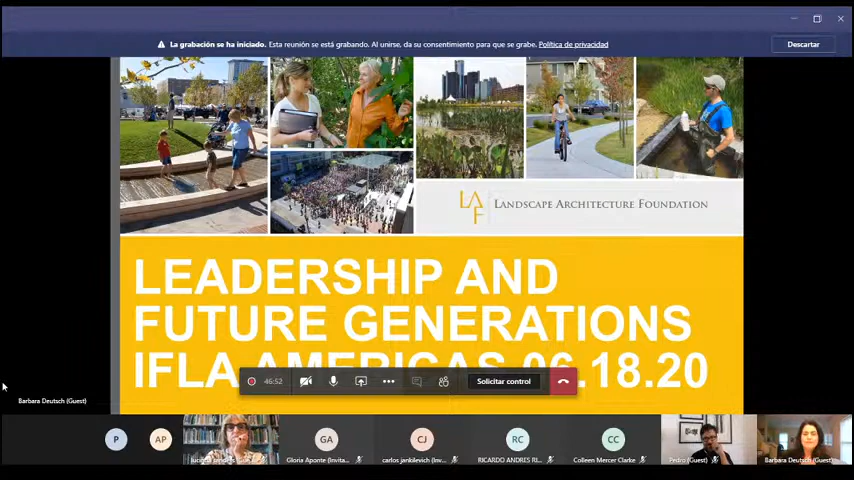 La grabación se ha iniciado. Esta reunión se está grabando. Al unirse, da su consentimiento para que se grabe. Política de privacidad
Descartar
LAF
LANDSCAPE ARCHITECTURE FOUNDATION
LEADERSHIP AND
FUTURE GENERATIONS
IFLA AMERICAS 06.18.20
46:52
Solicitar control
Barbara Deutsch (Guest)
P
AP
GA
CJ
RC
CC
Gloria Aponte (Invita...
carlos jankilevich (Inv...
RICARDO ANDRES RI...
Colleen Mercer Clarke
Pedro (Guest)
Barbara Deutsch (Guest)